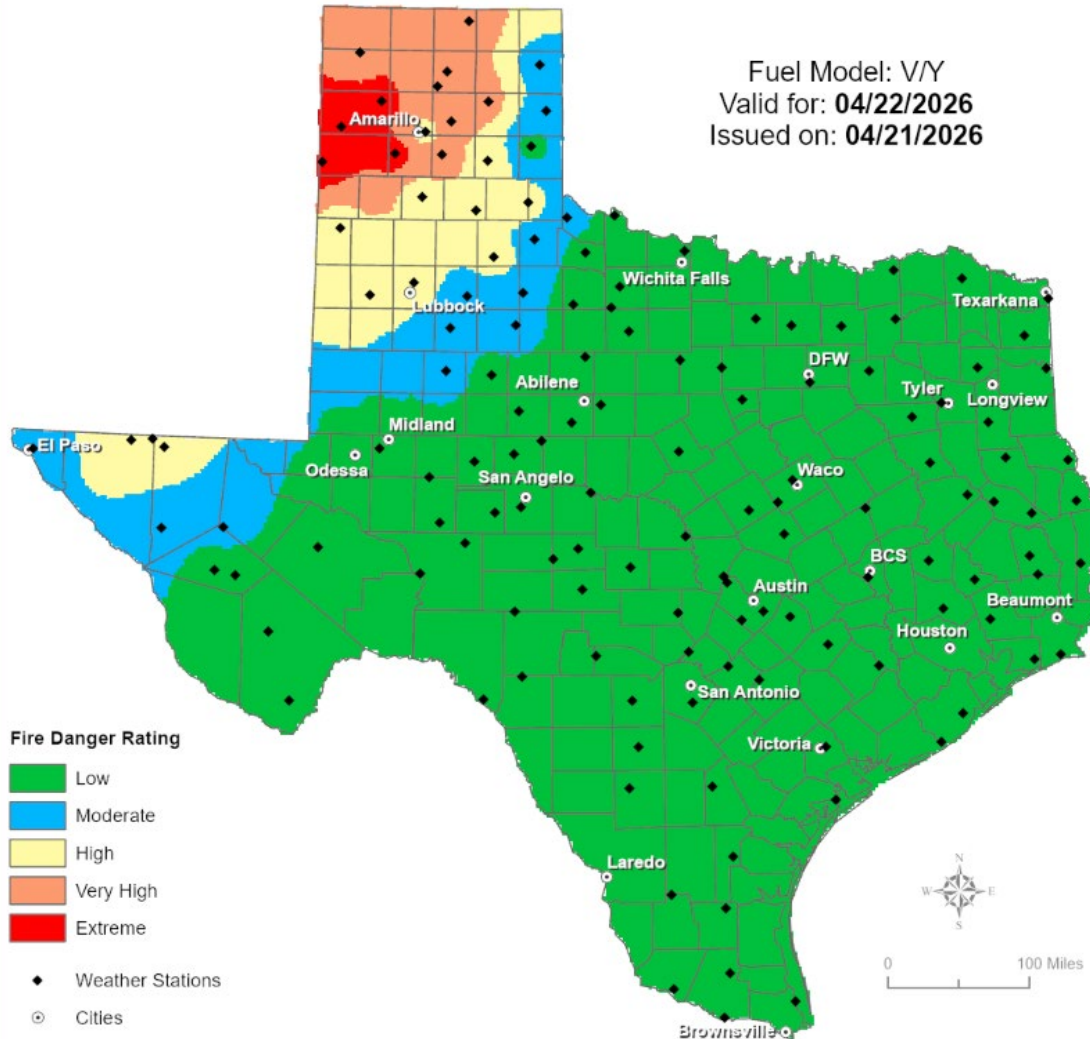 Fuel Model: V/Y
Valid for: 04/22/2026
Issued on: 04/21/2026
Amarillo
Lubbock
Wichita Falls
Texarkana
DFW
Abilene
Tyler
Longview
Midland
El Paso
Odessa
San Angelo
Waco
BCS
Austin
Beaumont
Houston
San Antonio
Victoria
Laredo
Brownsville
Fire Danger Rating
Low
Moderate
High
Very High
Extreme
Weather Stations
Cities
N
W E
S
0 100 Miles